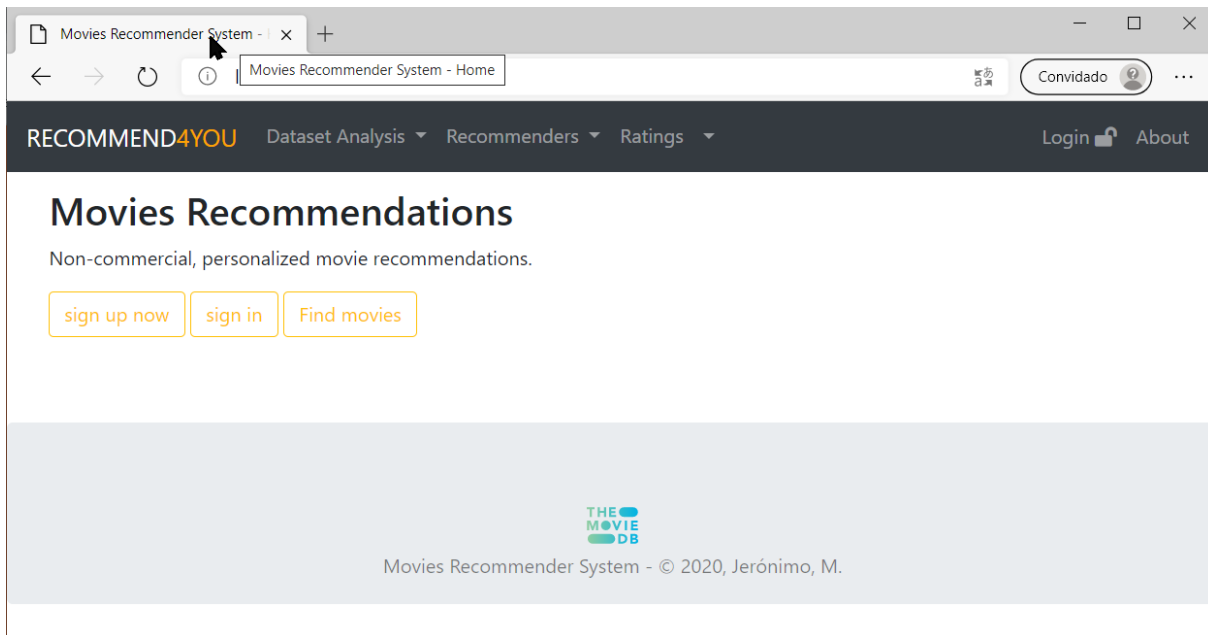 Movies Recommender System -
Movies Recommender System - Home
Convidado
RECOMMEND4YOU Dataset Analysis Recommenders Ratings Login About
Movies Recommendations
Non-commercial, personalized movie recommendations.
sign up now sign in Find movies
THE
MOVIE
DB
Movies Recommender System - © 2020, Jerónimo, M.